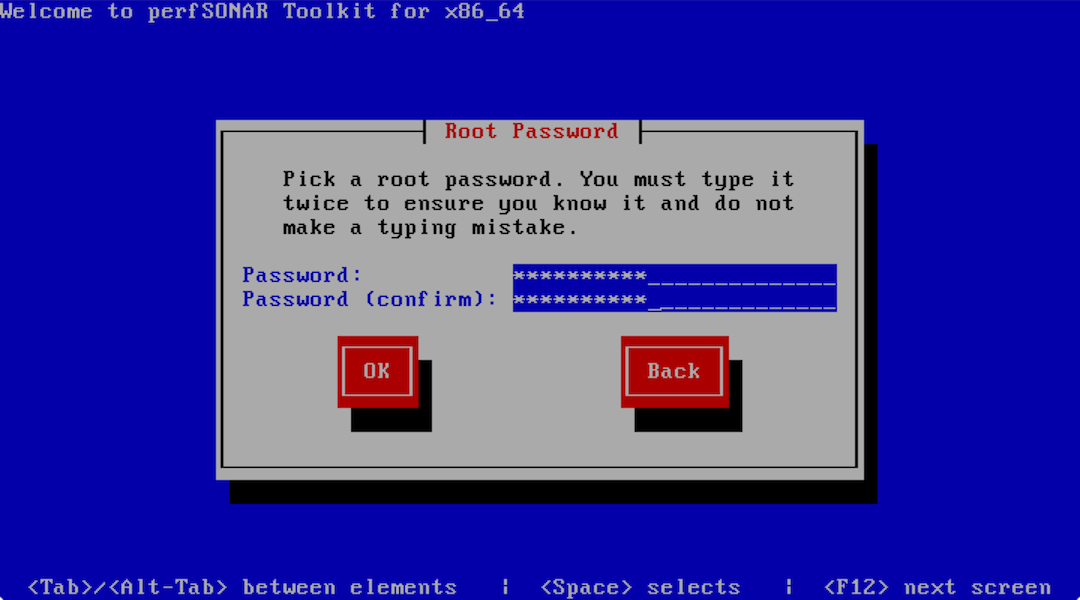 Welcome to perfSONAR Toolkit for x86_64
Root Password
Pick a root password. You must type it
twice to ensure you know it and do not
make a typing mistake.
Password: **********______________
Password (confirm): **********______________
OK Back
<Tab>/<Alt-Tab> between elements | <Space> selects | <F12> next screen